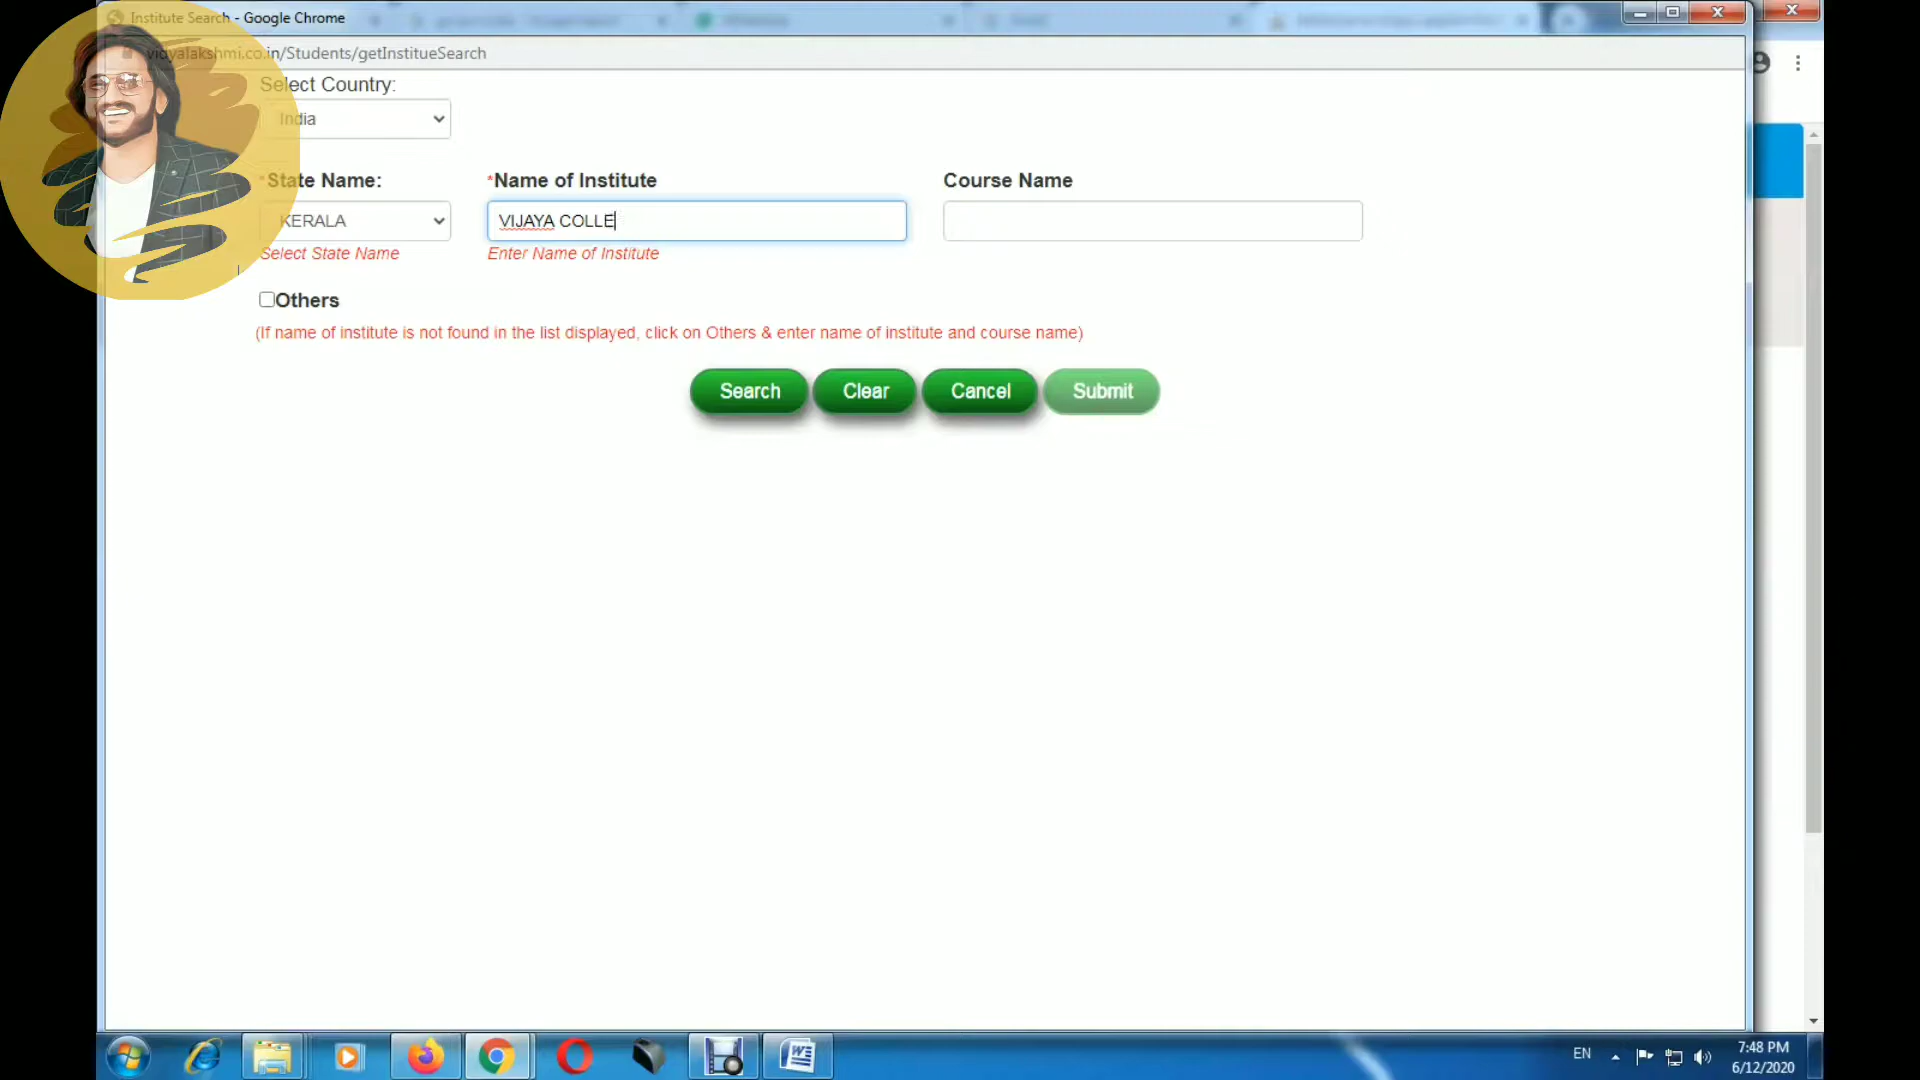 Institute Search - Google Chrome
vidyalakshmi.co.in/Students/getInstitueSearch
Select Country:
India
*State Name:
*Name of Institute
Course Name
KERALA
VIJAYA COLLE
Select State Name
Enter Name of Institute
Others
(If name of institute is not found in the list displayed, click on Others & enter name of institute and course name)
Search
Clear
Cancel
Submit
EN
7:48 PM
6/12/2020